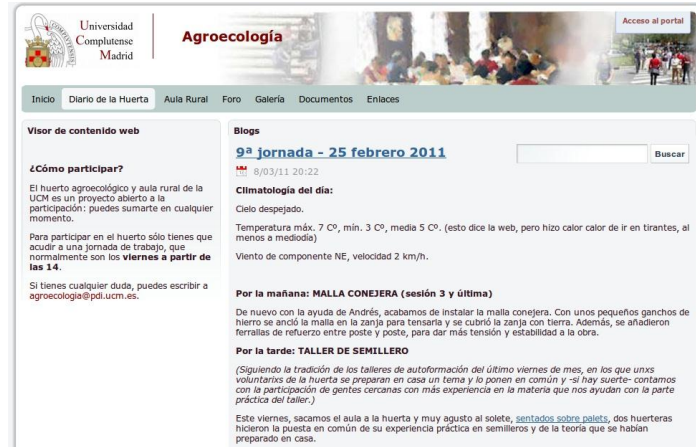 Universidad
Complutense
Madrid
Agroecología
Acceso al portal
Inicio Diario de la Huerta Aula Rural Foro Galería Documentos Enlaces
Visor de contenido web
¿Cómo participar?
El huerto agroecológico y aula rural de la
UCM es un proyecto abierto a la
participación: puedes sumarte en cualquier
momento.
Para participar en el huerto sólo tienes que
acudir a una jornada de trabajo, que
normalmente son los viernes a partir de
las 14.
Si tienes cualquier duda, puedes escribir a
agroecologia@pdi.ucm.es.
Blogs
9ª jornada - 25 febrero 2011
Buscar
8/03/11 20:22
Climatología del día:
Cielo despejado.
Temperatura máx. 7 Cº, mín. 3 Cº, media 5 Cº. (esto dice la web, pero hizo calor calor de ir en tirantes, al
menos a mediodía)
Viento de componente NE, velocidad 2 km/h.
Por la mañana: MALLA CONEJERA (sesión 3 y última)
De nuevo con la ayuda de Andrés, acabamos de instalar la malla conejera. Con unos pequeños ganchos de
hierro se anció la malla en la zanja para tensarla y se cubrió la zanja con tierra. Además, se añadieron
ferrallas de refuerzo entre poste y poste, para dar más tensión y estabilidad a la obra.
Por la tarde: TALLER DE SEMILLERO
(Siguiendo la tradición de los talleres de autoformación del último viernes de mes, en los que unxs
voluntarixs de la huerta se preparan en casa un tema y lo ponen en común y -si hay suerte- contamos
con la participación de gentes cercanas con más experiencia en la materia que nos ayudan con la parte
práctica del taller.)
Este viernes, sacamos el aula a la huerta y muy agusto al solete, sentados sobre palets, dos huerteras
hicieron la puesta en común de su experiencia práctica en semilleros y de la teoría que se habían
preparado en casa.